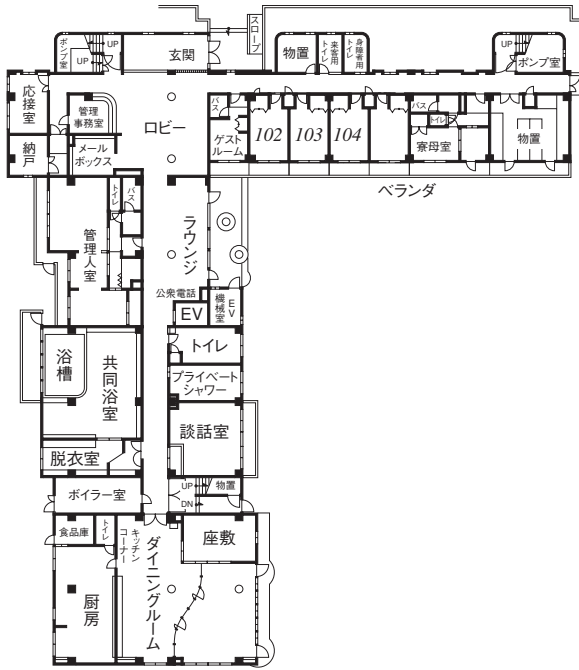 スロープ
ポンプ室
UP
UP
玄関
物置
来客用
トイレ
身障者用
トイレ
UP
ポンプ室
応接室
管理
事務室
ロビー
バス
ゲスト
ルーム
102
103
104
バス
トイレ
寮母室
物置
納戸
メール
ボックス
ベランダ
トイレ
バス
管理人室
ラウンジ
公衆電話
EV
EV
機械室
浴槽
共同浴室
トイレ
プライベート
シャワー
談話室
脱衣室
ボイラー室
UP
物置
DN
食品庫
トイレ
キッチン
コーナー
ダイニングルーム
座敷
厨房